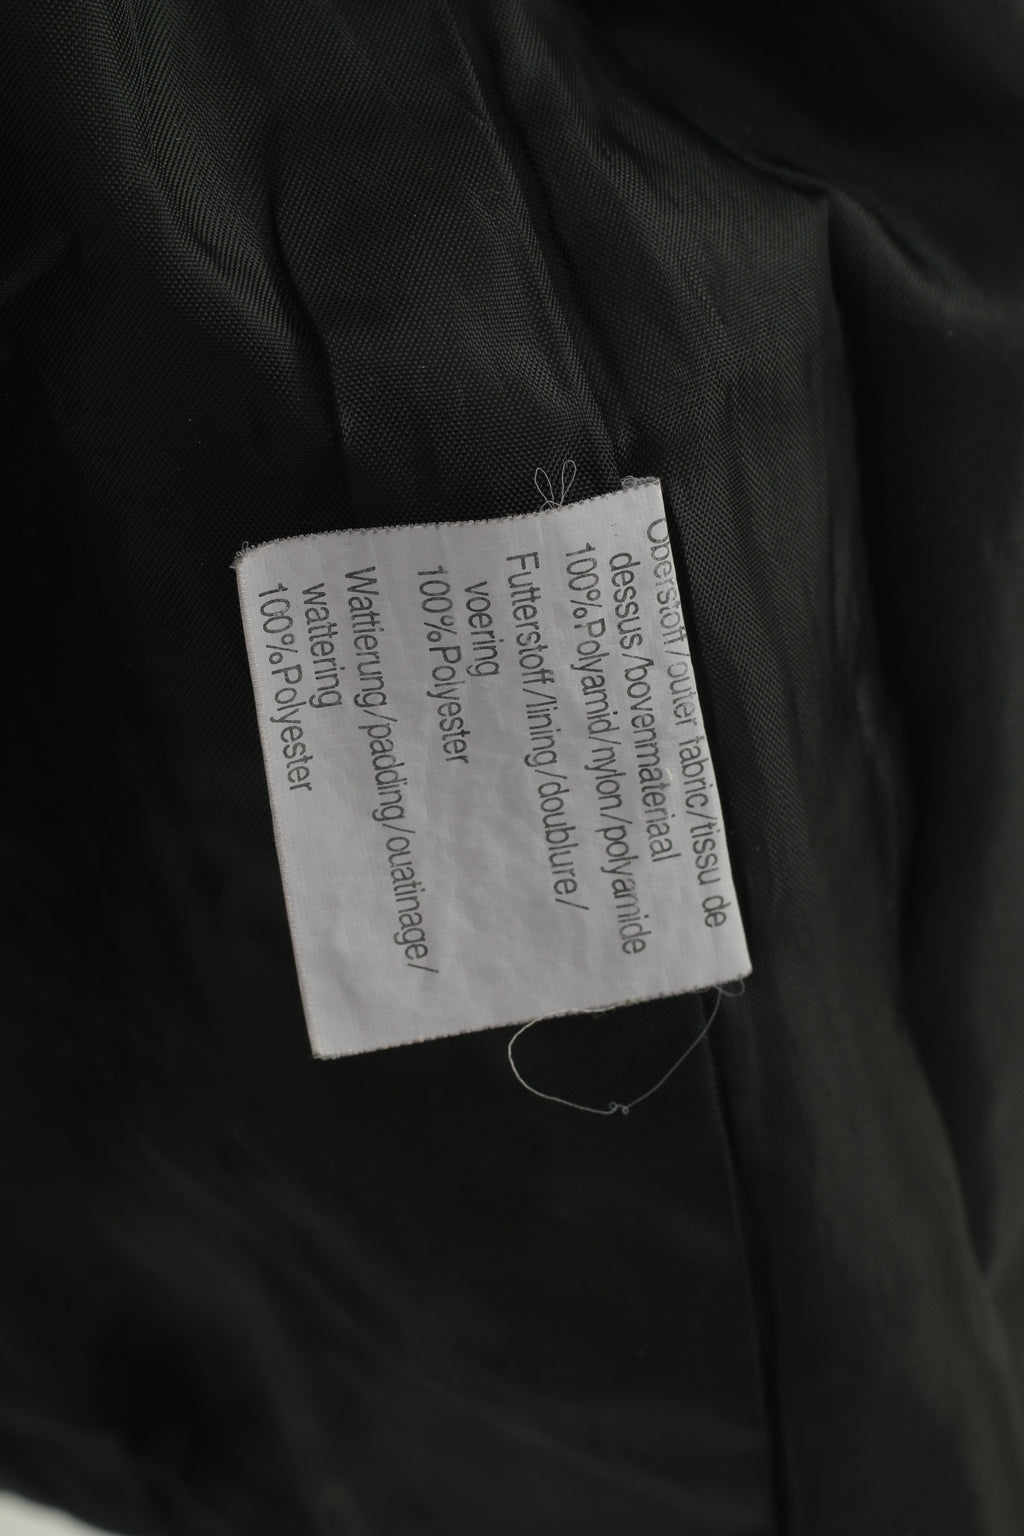 Oberstoff/outer fabric/tissu de
dessus/bovenmateriaal
100%Polyamid/nylon/polyamide
Futterstoff/lining/doublure/
voering
100%Polyester
Wattierung/padding/ouatinage/
wattering
100%Polyester